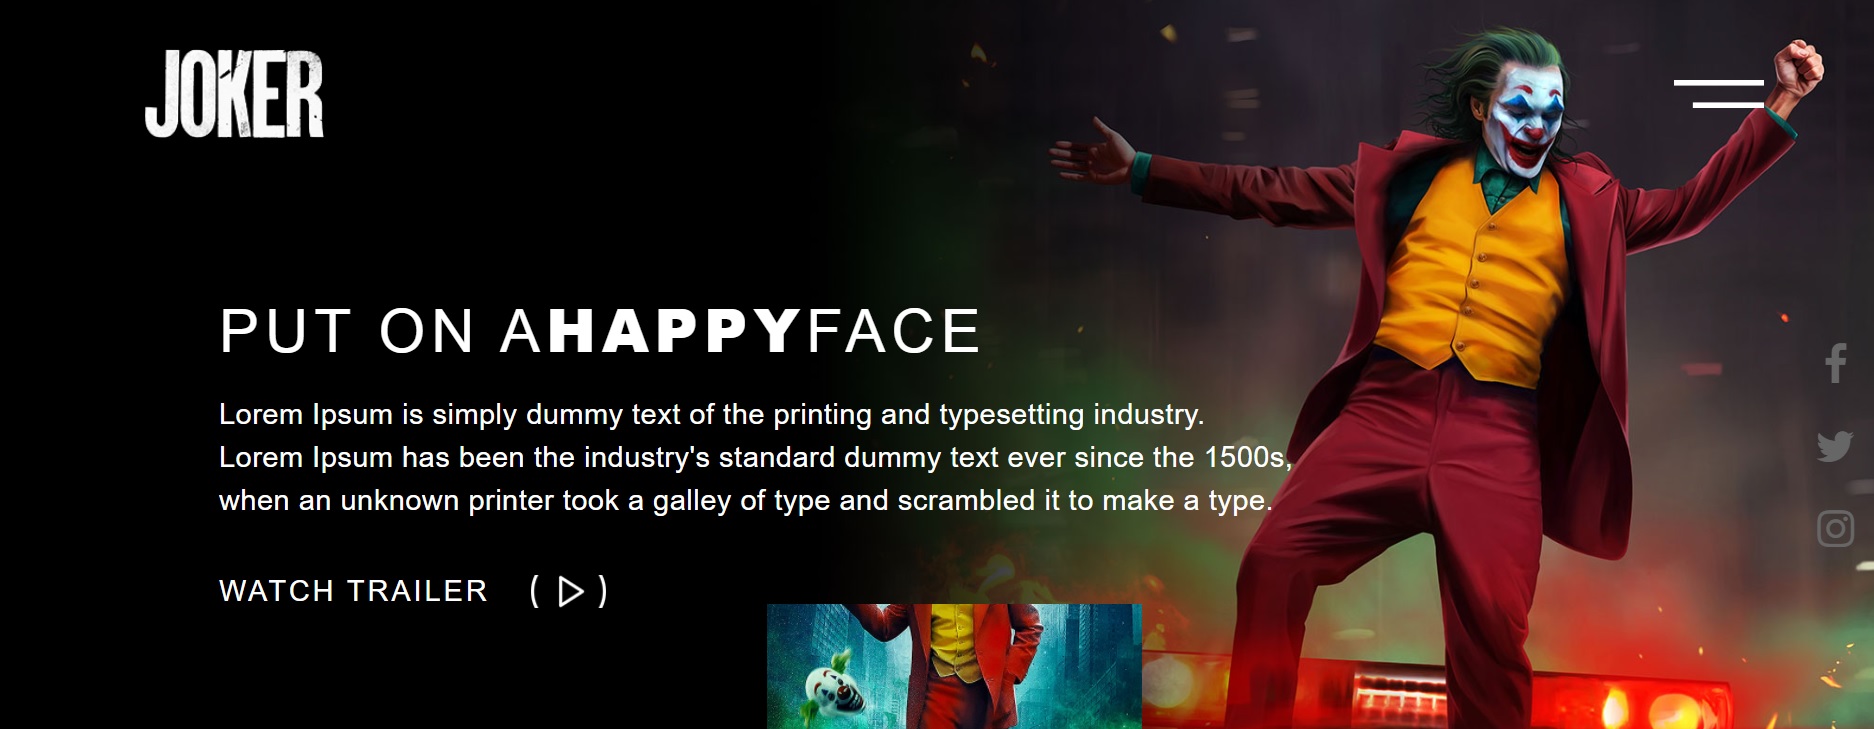 JOKER
PUT ON AHAPPYFACE
Lorem Ipsum is simply dummy text of the printing and typesetting industry.
Lorem Ipsum has been the industry's standard dummy text ever since the 1500s,
when an unknown printer took a galley of type and scrambled it to make a type.
WATCH TRAILER